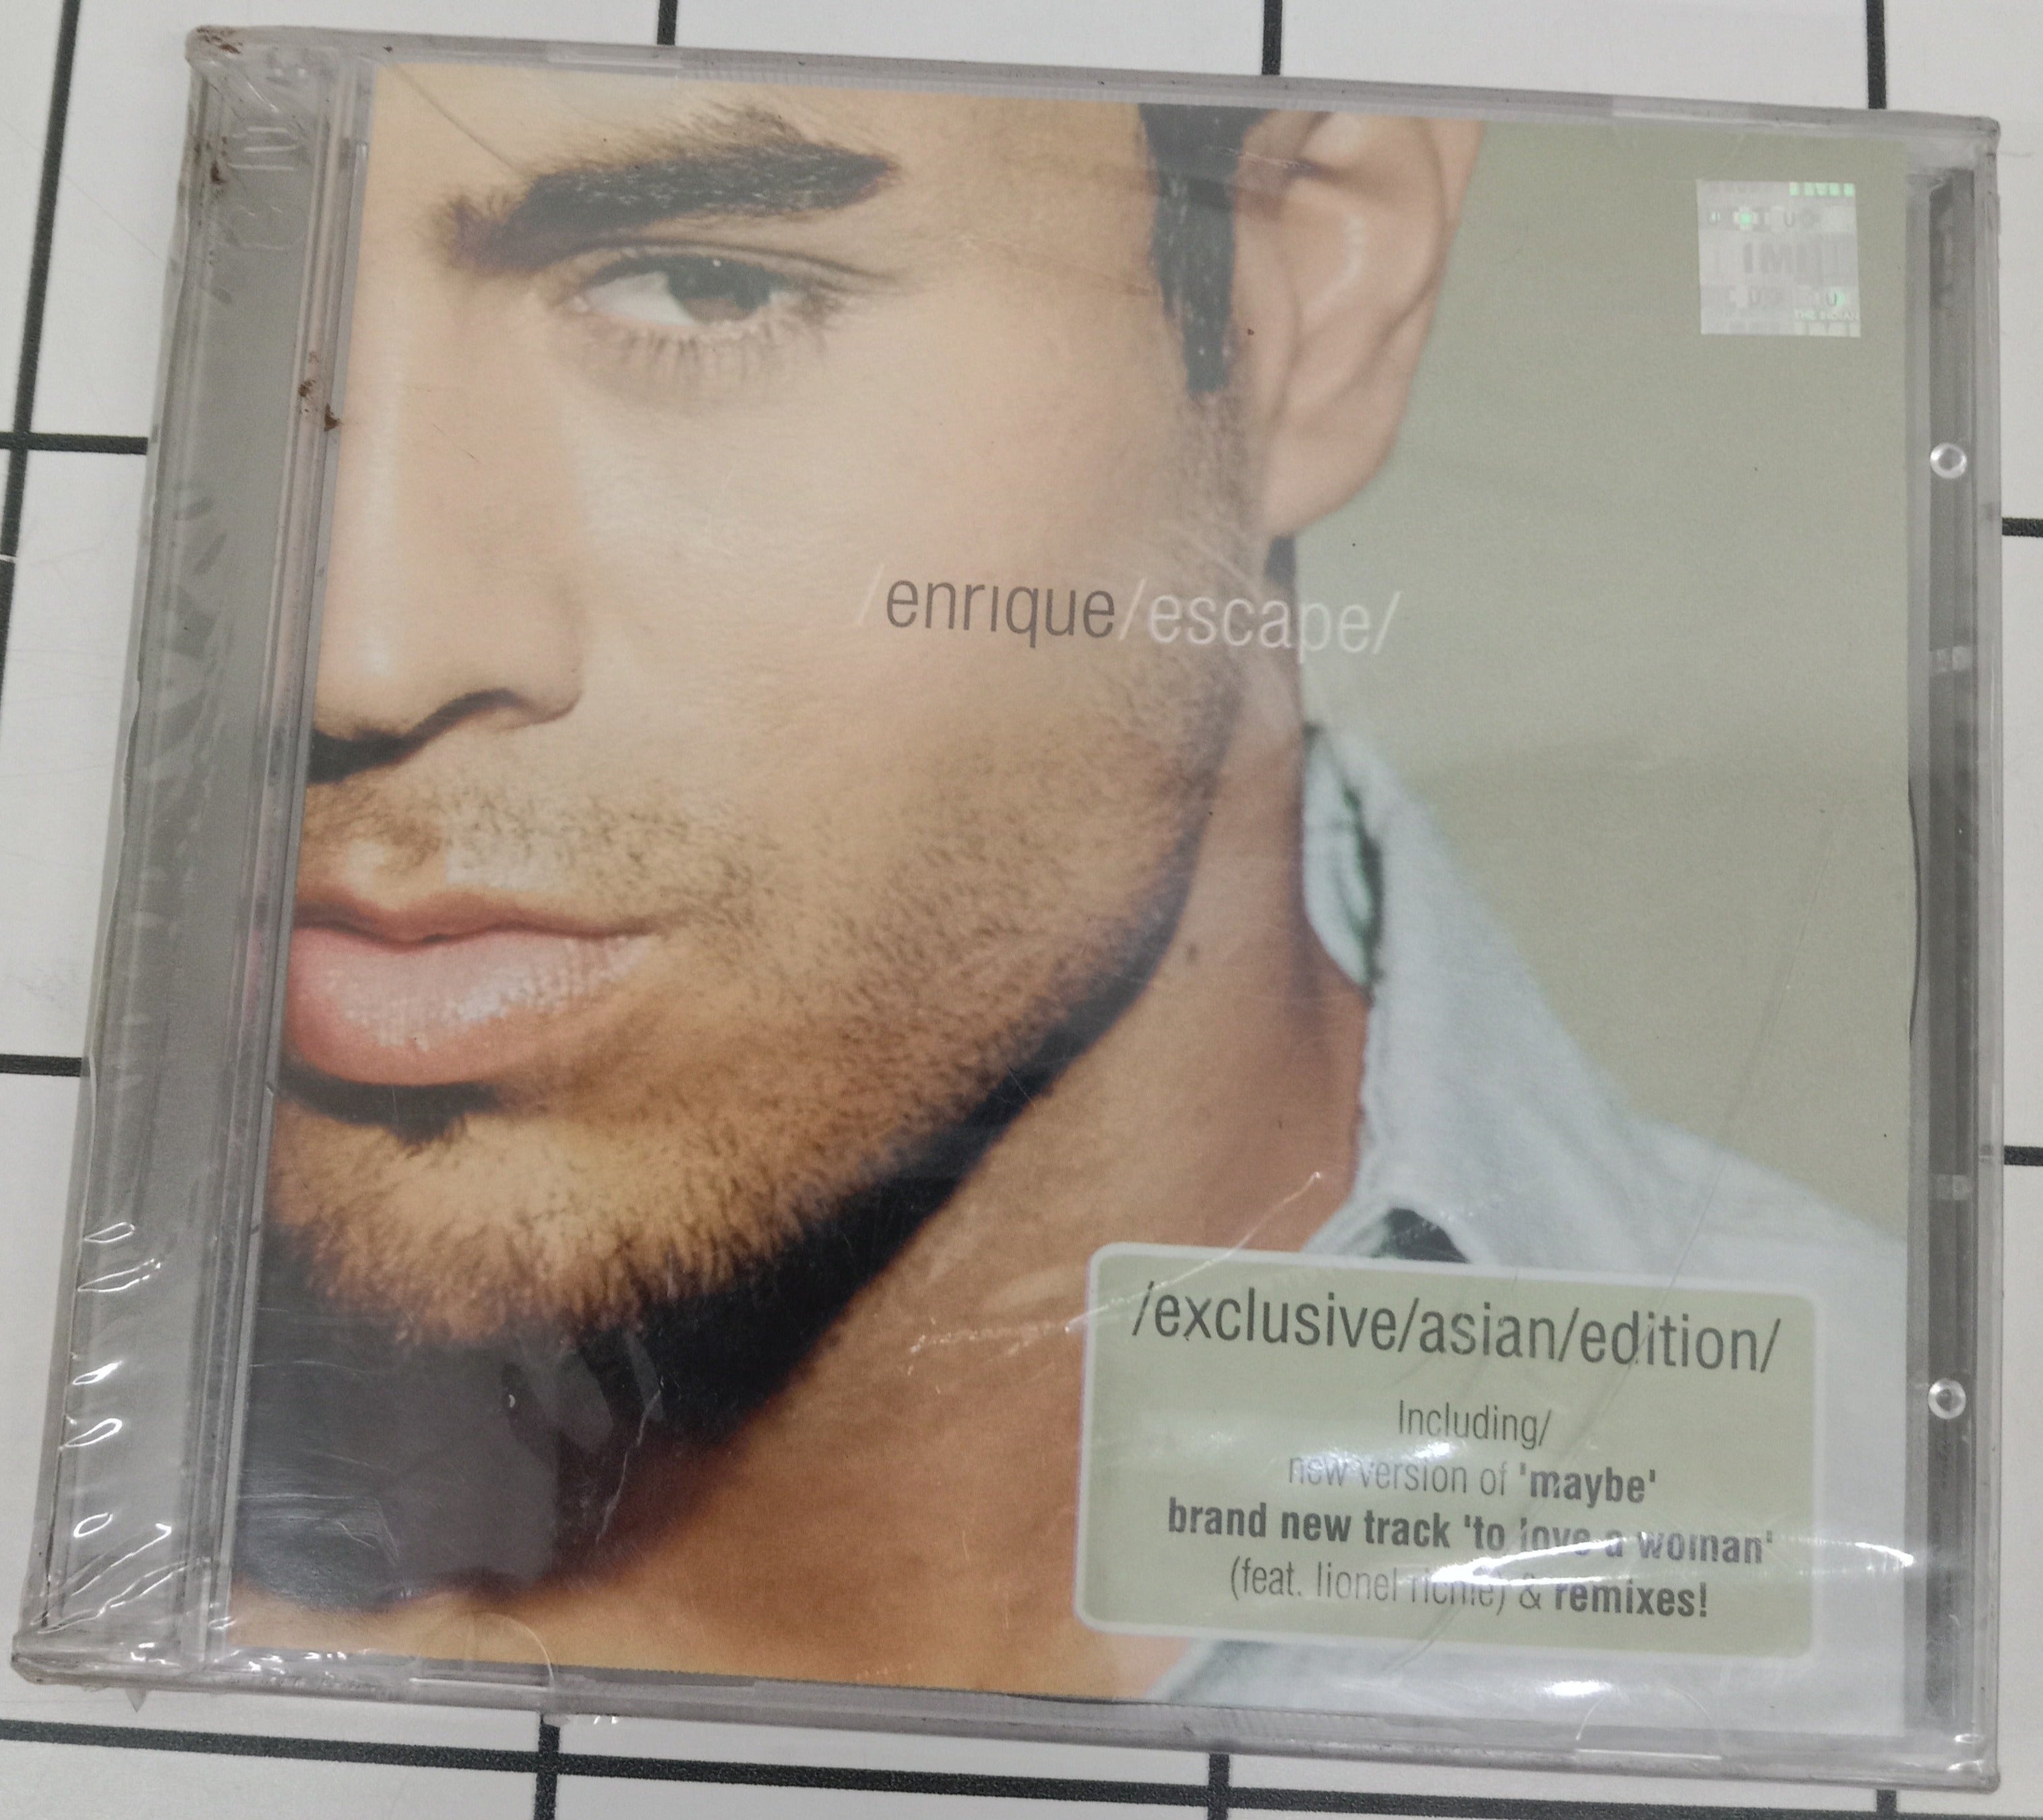 /enrique/escape/
/exclusive/asian/edition/
Including/
new version of 'maybe'
brand new track 'to love a woman'
(feat. lionel richie) & remixes!